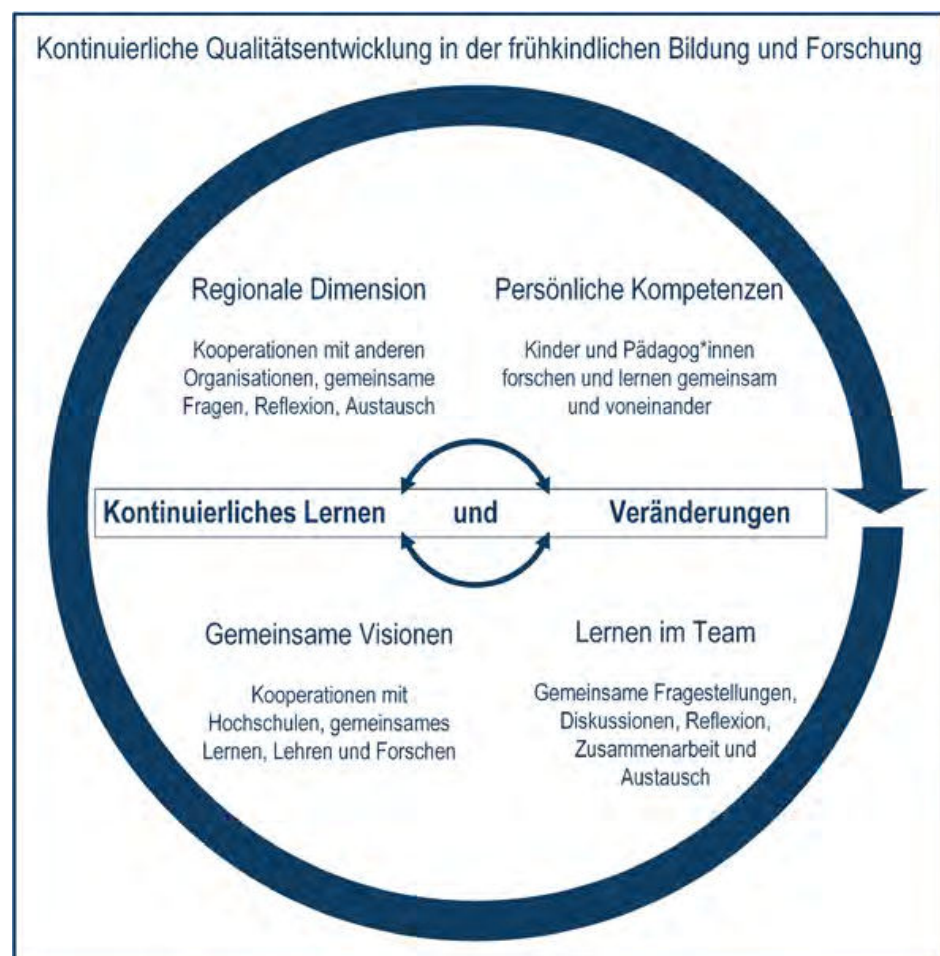 Kontinuierliche Qualitätsentwicklung in der frühkindlichen Bildung und Forschung
Regionale Dimension
Kooperationen mit anderen
Organisationen, gemeinsame
Fragen, Reflexion, Austausch
Persönliche Kompetenzen
Kinder und Pädagog*innen
forschen und lernen gemeinsam
und voneinander
Kontinuierliches Lernen und Veränderungen
Gemeinsame Visionen
Kooperationen mit
Hochschulen, gemeinsames
Lernen, Lehren und Forschen
Lernen im Team
Gemeinsame Fragestellungen,
Diskussionen, Reflexion,
Zusammenarbeit und
Austausch